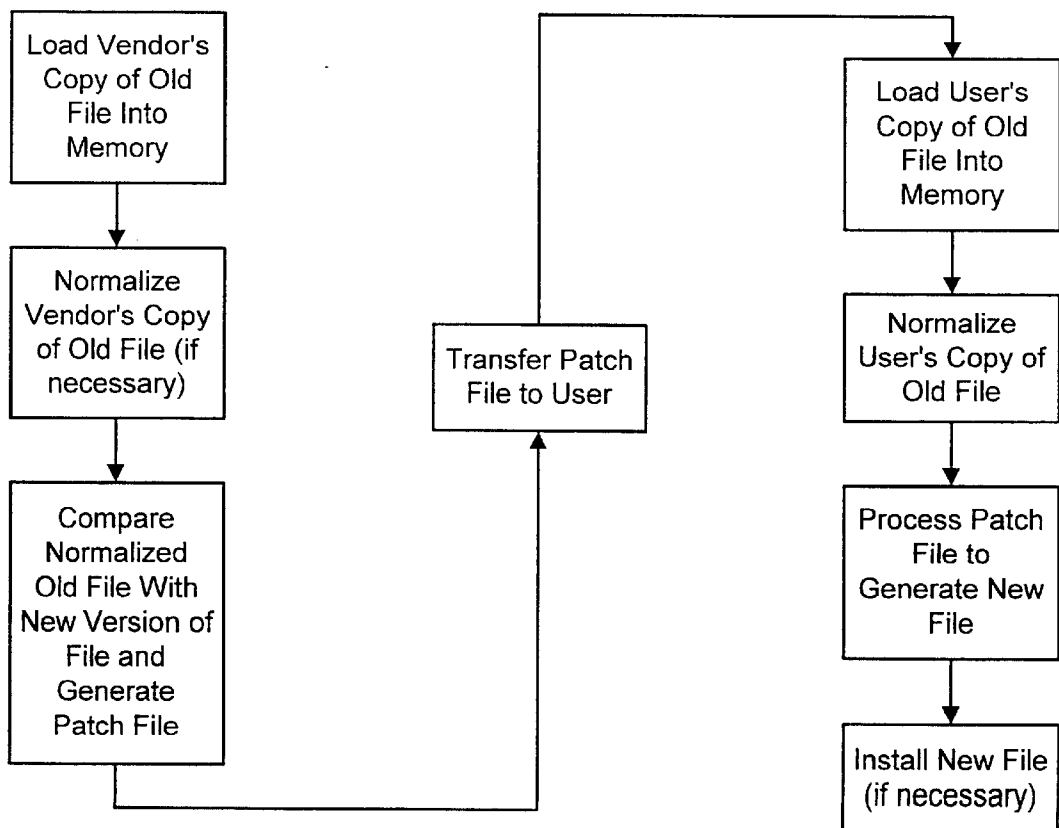 Load Vendor's
Copy of Old
File Into
Memory
Normalize
Vendor's Copy
of Old File (if
necessary)
Compare
Normalized
Old File With
New Version of
File and
Generate
Patch File
Transfer Patch
File to User
Load User's
Copy of Old
File Into
Memory
Normalize
User's Copy of
Old File
Process Patch
File to
Generate New
File
Install New File
(if necessary)